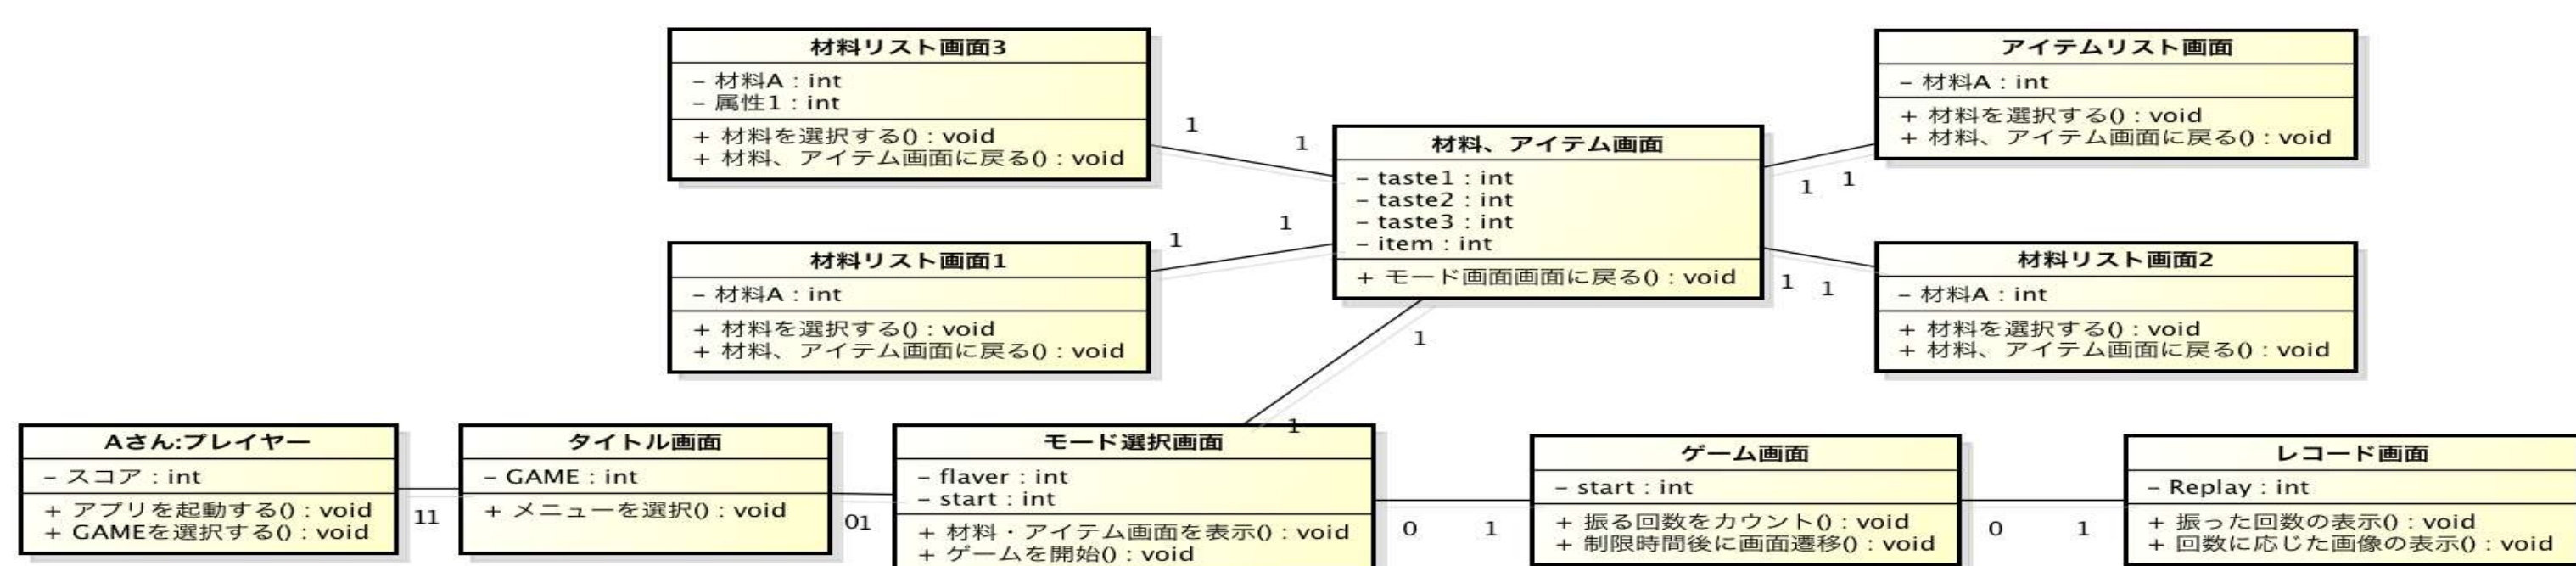 材料リスト画面3
– 材料A : int
– 属性1 : int
+ 材料を選択する() : void
+ 材料、アイテム画面に戻る() : void
1
1
材料、アイテム画面
– taste1 : int
– taste2 : int
– taste3 : int
– item : int
+ モード画面画面に戻る() : void
アイテムリスト画面
– 材料A : int
+ 材料を選択する() : void
+ 材料、アイテム画面に戻る() : void
1
1
材料リスト画面1
– 材料A : int
+ 材料を選択する() : void
+ 材料、アイテム画面に戻る() : void
1
1
材料リスト画面2
– 材料A : int
+ 材料を選択する() : void
+ 材料、アイテム画面に戻る() : void
1
1
1
1
Aさん:プレイヤー
– スコア : int
+ アプリを起動する() : void
+ GAMEを選択する() : void
11
タイトル画面
– GAME : int
+ メニューを選択() : void
01
モード選択画面
– flaver : int
– start : int
+ 材料・アイテム画面を表示() : void
+ ゲームを開始() : void
0
1
ゲーム画面
– start : int
+ 振る回数をカウント() : void
+ 制限時間後に画面遷移() : void
0
1
レコード画面
– Replay : int
+ 振った回数の表示() : void
+ 回数に応じた画像の表示() : void